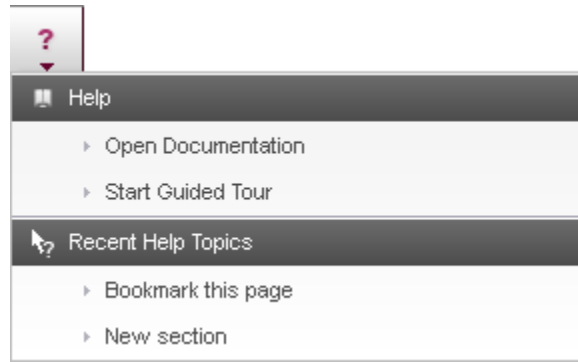 ?
Help
Open Documentation
Start Guided Tour
Recent Help Topics
Bookmark this page
New section